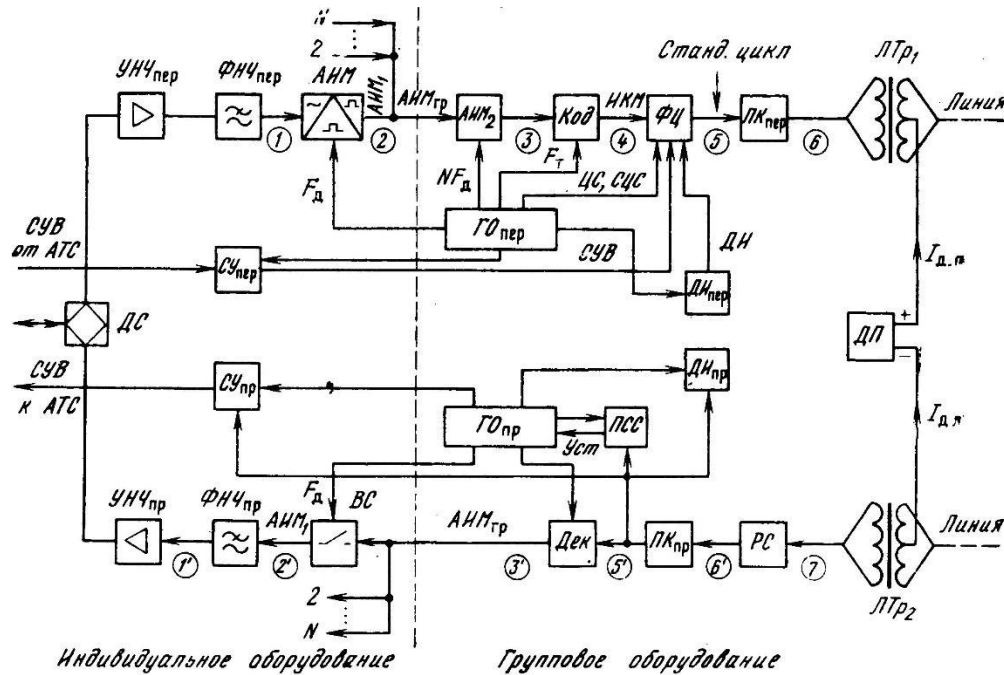 N
2
УНЧпер
ФНЧпер
АИМ
АИМ₁
АИМгр
АИМ₂
Код
ИКМ
ФЦ
Станд. цикл
ПКпер
ЛТр₁
Линия
1
2
3
4
5
6
Fд
NFд
Fт
ЦС, СЦС
ГОпер
СУВ
от АТС
СУпер
СУВ
ДИ
ДИпер
Iд.п
ДС
ДП
+
−
СУВ
к АТС
СУпр
ДИпр
ГОпр
ПСС
Уст
Iд.п
УНЧпр
ФНЧпр
АИМ₁
Fд
ВС
АИМгр
Дек
ПКпр
РС
Линия
1'
2'
3'
5'
6'
7
2
N
ЛТр₂
Индивидуальное оборудование
Групповое оборудование